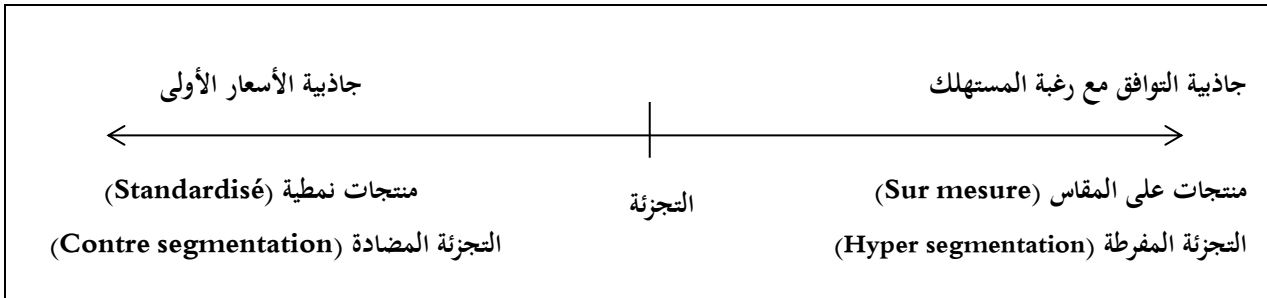 جاذبية التوافق مع رغبة المستهلك
جاذبية الأسعار الأولى
منتجات على المقاس (Sur mesure)
التجزئة المفرطة (Hyper segmentation)
التجزئة
منتجات نمطية (Standardisé)
التجزئة المضادة (Contre segmentation)